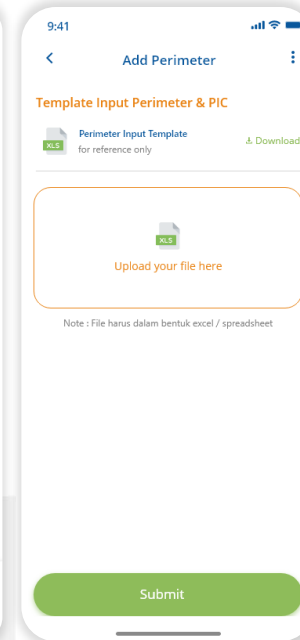 9:41
Add Perimeter
Template Input Perimeter & PIC
XLS
Perimeter Input Template
for reference only
Download
XLS
Upload your file here
Note : File harus dalam bentuk excel / spreadsheet
Submit